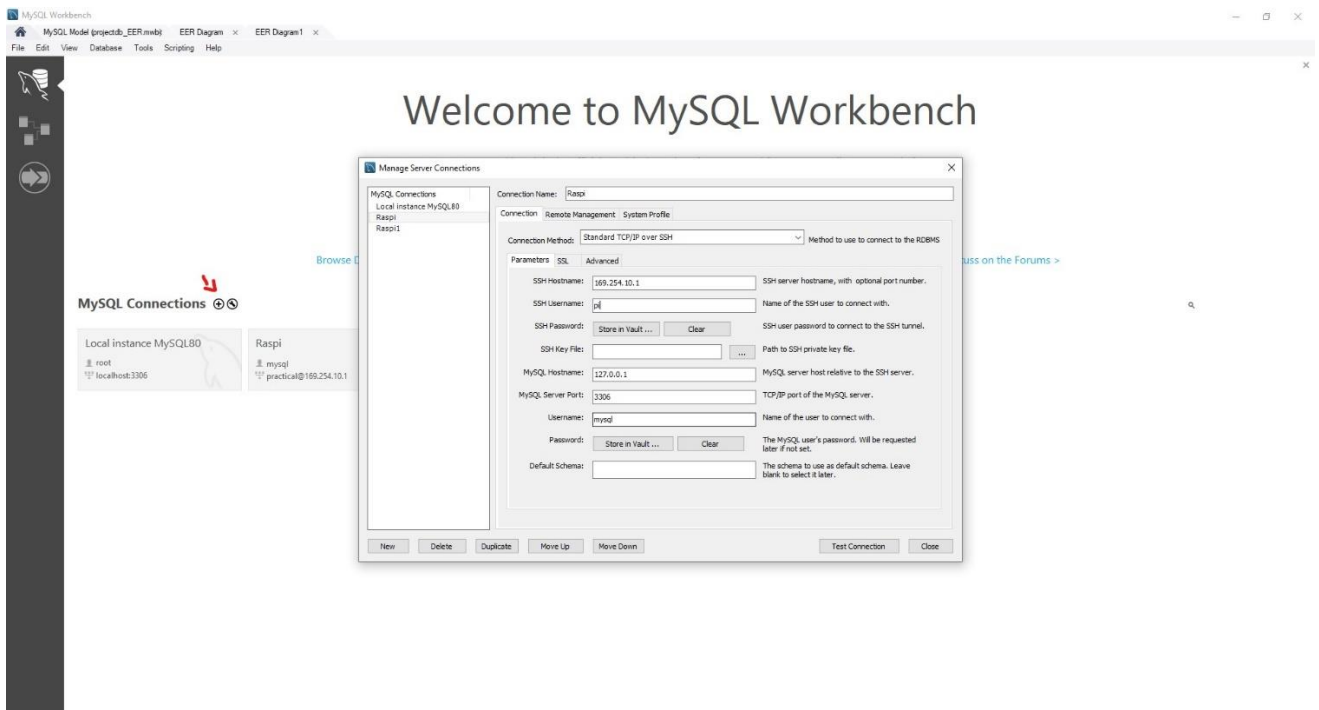 MySQL Workbench
MySQL Model (projectdb_EER.mwb) EER Diagram × EER Diagram1 ×
File Edit View Database Tools Scripting Help
Welcome to MySQL Workbench
Browse D
uss on the Forums >
MySQL Connections
Local instance MySQL80
root
localhost:3306
Raspi
mysql
practical@169.254.10.1
Manage Server Connections
MySQL Connections
Local instance MySQL80
Raspi
Raspi1
Connection Name: Raspi
Connection Remote Management System Profile
Connection Method: Standard TCP/IP over SSH Method to use to connect to the RDBMS
Parameters SSL Advanced
SSH Hostname: 169.254.10.1 SSH server hostname, with optional port number.
SSH Username: pi Name of the SSH user to connect with.
SSH Password: Store in Vault ... Clear SSH user password to connect to the SSH tunnel.
SSH Key File: ... Path to SSH private key file.
MySQL Hostname: 127.0.0.1 MySQL server host relative to the SSH server.
MySQL Server Port: 3306 TCP/IP port of the MySQL server.
Username: mysql Name of the user to connect with.
Password: Store in Vault ... Clear The MySQL user's password. Will be requested
later if not set.
Default Schema: The schema to use as default schema. Leave
blank to select it later.
New Delete Duplicate Move Up Move Down Test Connection Close